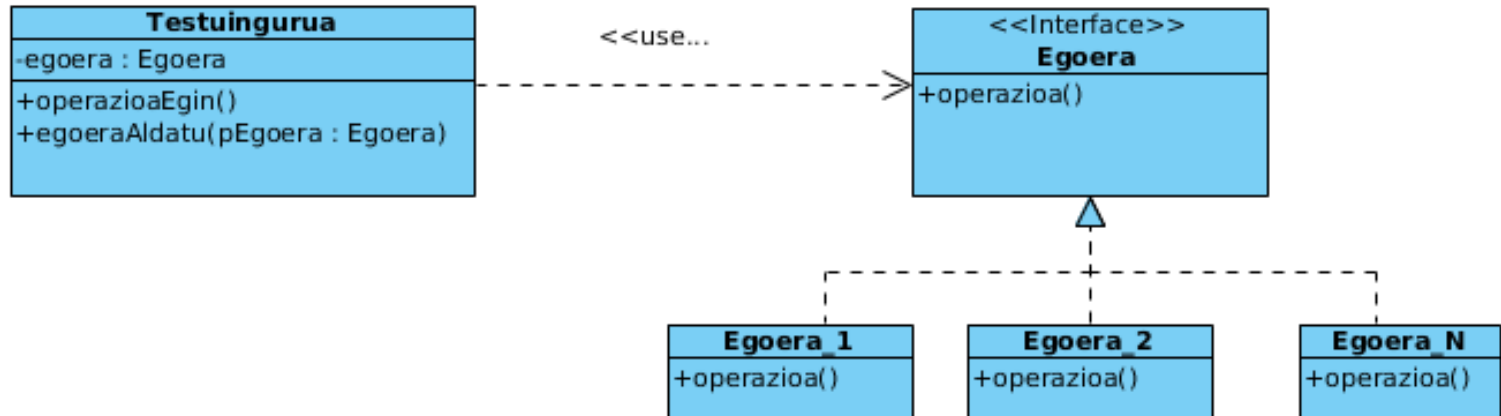 Testuingurua
-egoera : Egoera
+operazioaEgin()
+egoeraAldatu(pEgoera : Egoera)
<<use...
<<Interface>>
Egoera
+operazioa()
Egoera_1
+operazioa()
Egoera_2
+operazioa()
Egoera_N
+operazioa()